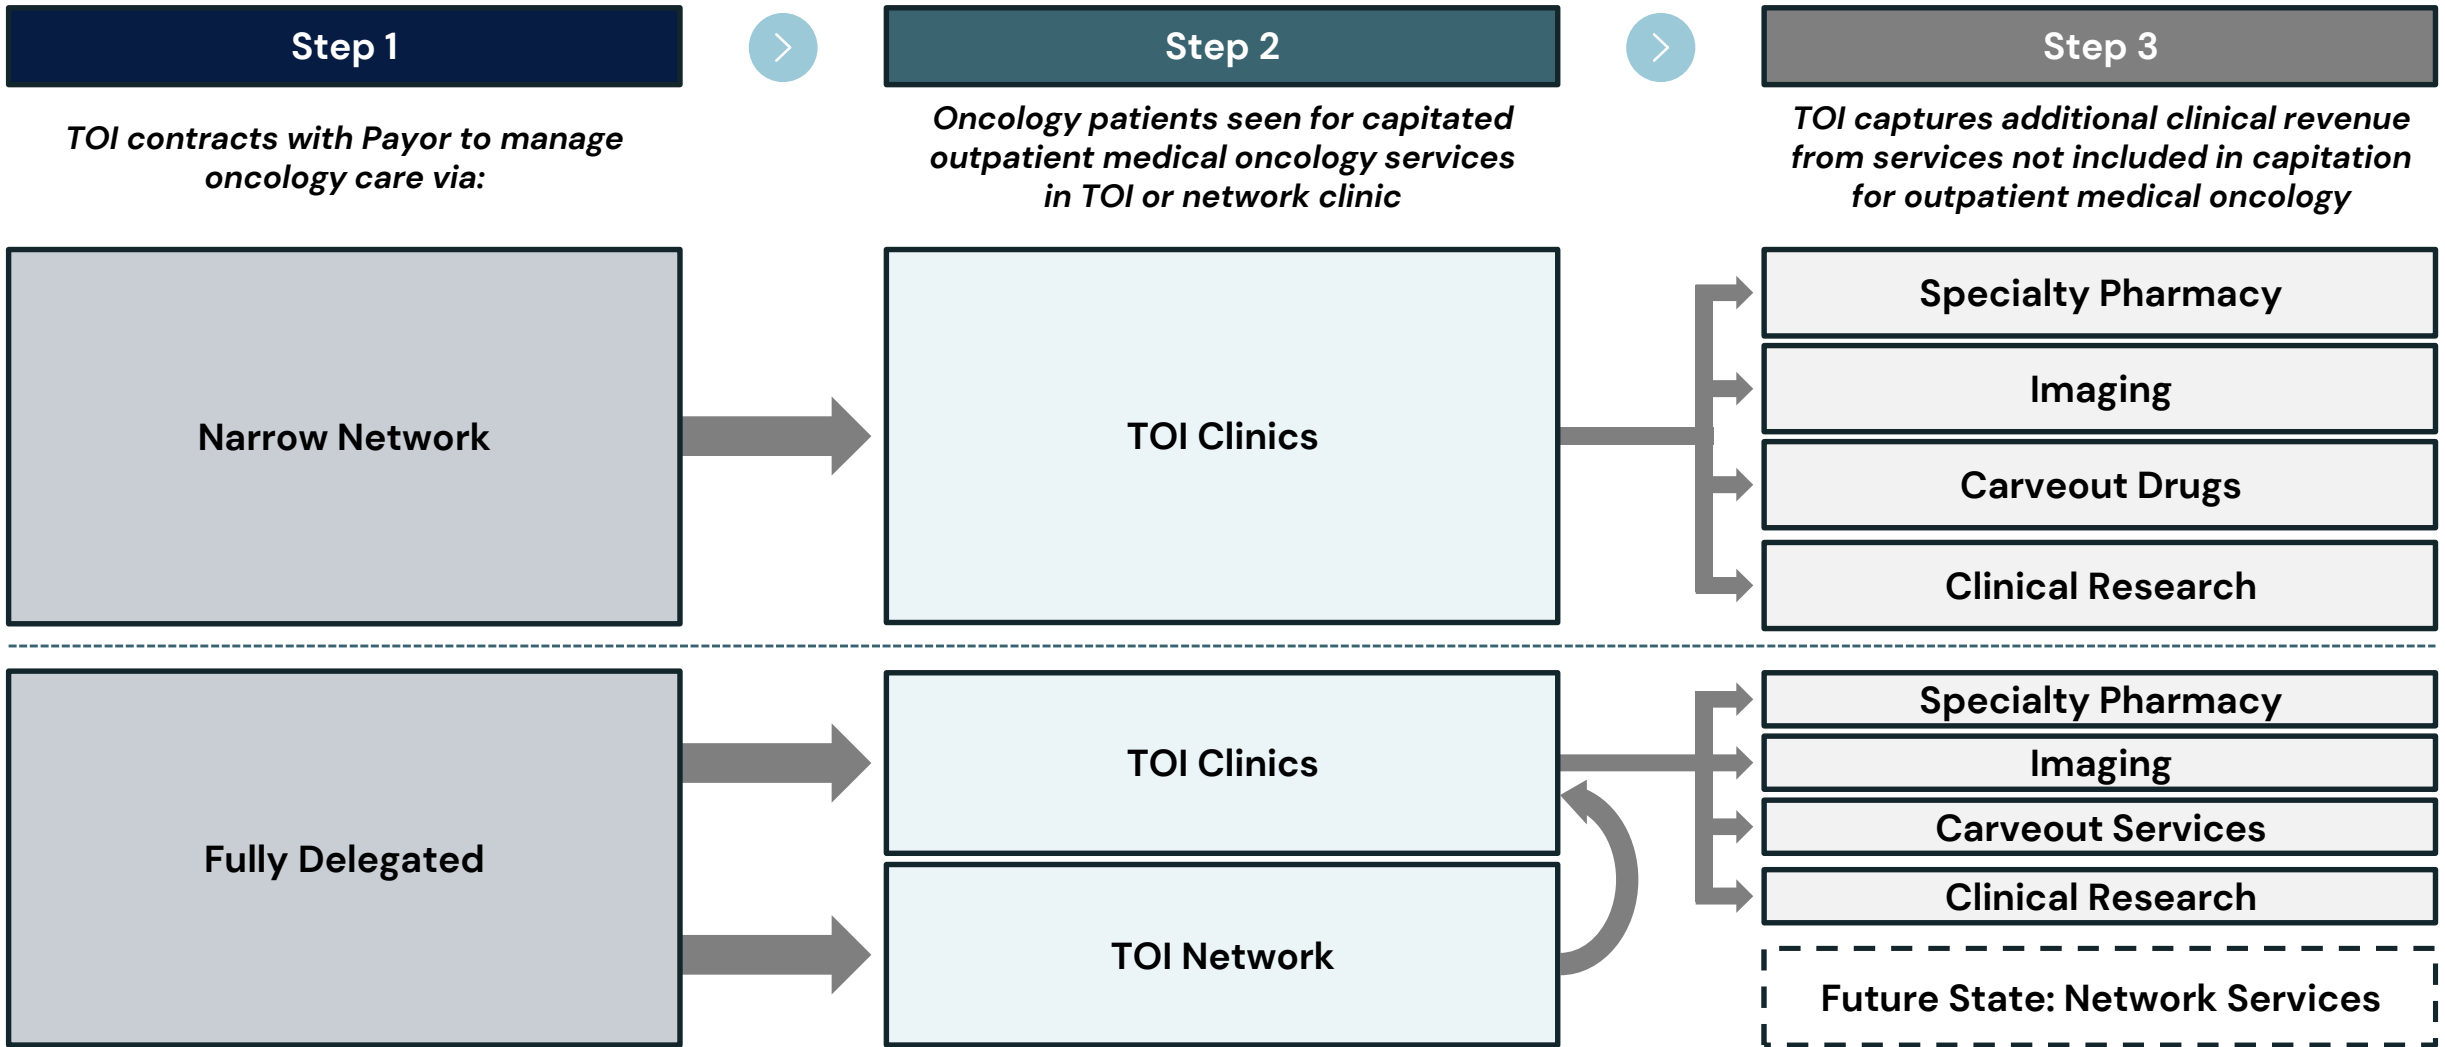 Step 1
Step 2
Step 3
TOI contracts with Payor to manage
oncology care via:
Oncology patients seen for capitated
outpatient medical oncology services
in TOI or network clinic
TOI captures additional clinical revenue
from services not included in capitation
for outpatient medical oncology
Narrow Network
TOI Clinics
Specialty Pharmacy
Imaging
Carveout Drugs
Clinical Research
Fully Delegated
TOI Clinics
TOI Network
Specialty Pharmacy
Imaging
Carveout Services
Clinical Research
Future State: Network Services